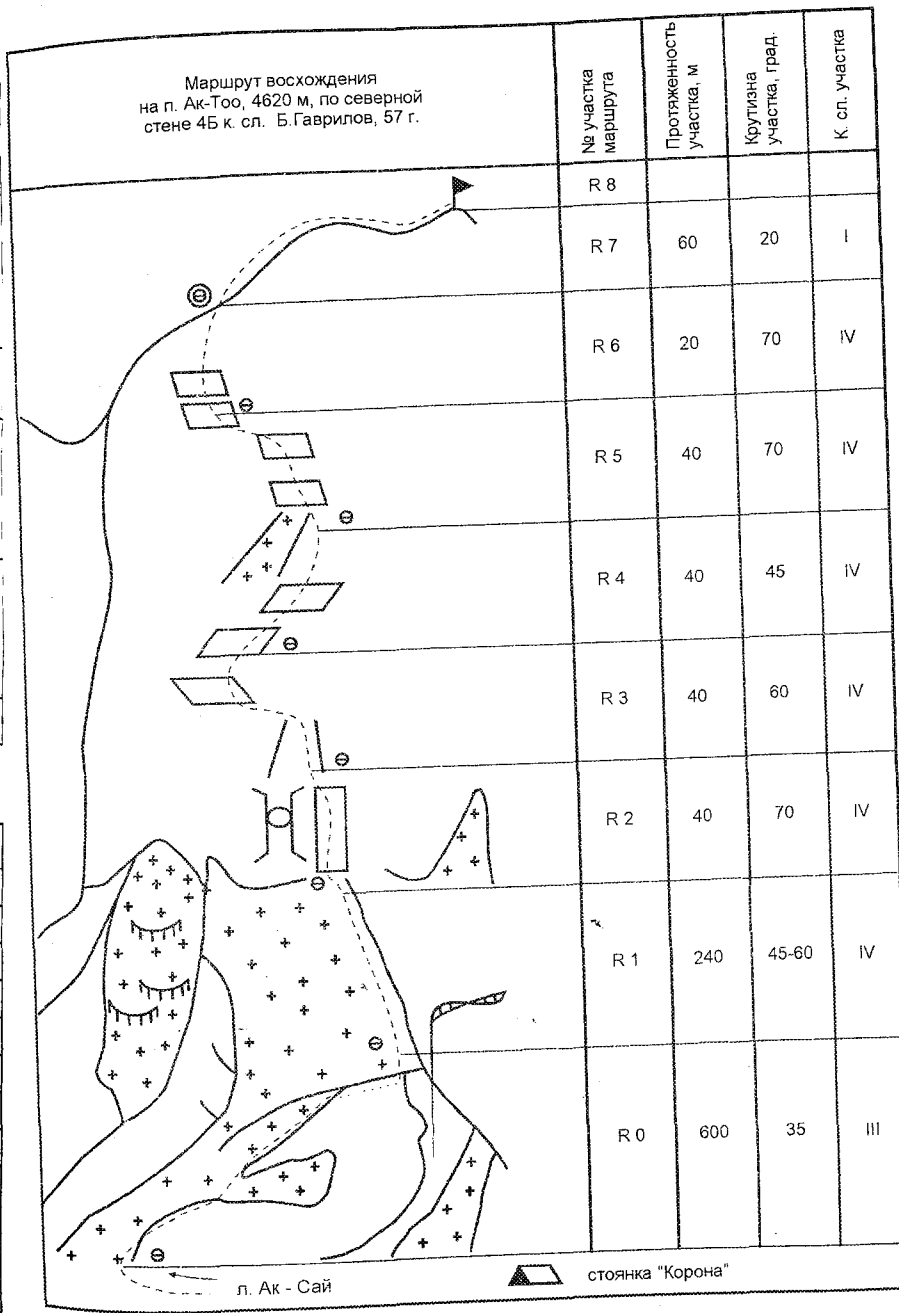 Маршрут восхождения
на п. Ак-Тоо, 4620 м, по северной
стене 4Б к. сл. Б.Гаврилов, 57 г.
№ участка
маршрута
Протяженность
участка, м
Крутизна
участка, град.
К. сл. участка
R 8
R 7 60 20 I
R 6 20 70 IV
R 5 40 70 IV
R 4 40 45 IV
R 3 40 60 IV
R 2 40 70 IV
R 1 240 45-60 IV
R 0 600 35 III
л. Ак - Сай
стоянка "Корона"